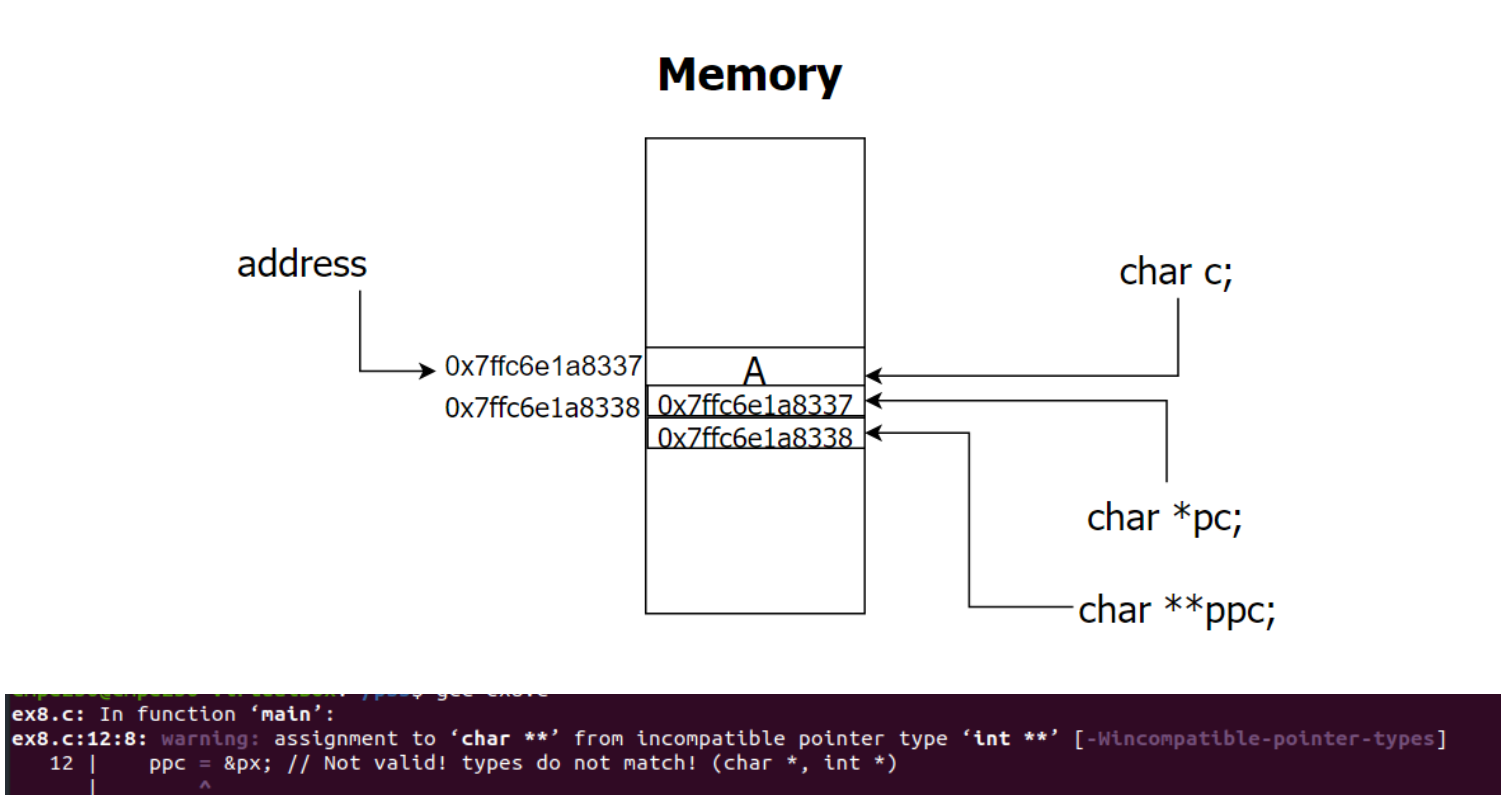 Memory
address
char c;
0x7ffc6e1a8337
A
0x7ffc6e1a8338
0x7ffc6e1a8337
0x7ffc6e1a8338
char *pc;
char **ppc;
ex8.c: In function ‘main’:
ex8.c:12:8: warning: assignment to ‘char **’ from incompatible pointer type ‘int **’ [-Wincompatible-pointer-types]
12 | ppc = &px; // Not valid! types do not match! (char *, int *)
| ^